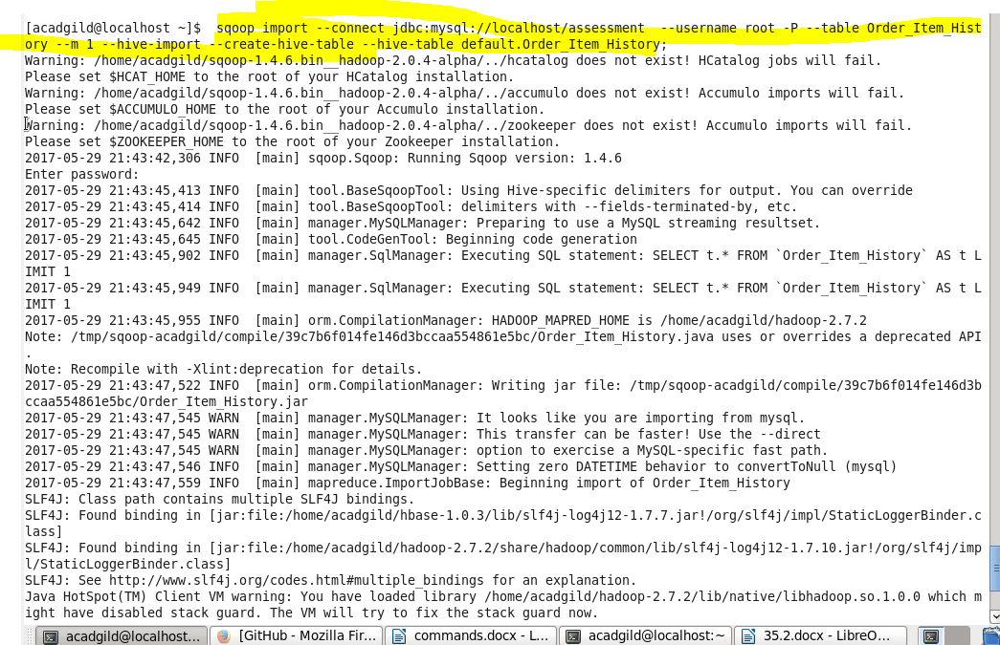 [acadgild@localhost ~]$  sqoop import --connect jdbc:mysql://localhost/assessment  --username root -P --table Order_Item_Hist
ory --m 1 --hive-import --create-hive-table --hive-table default.Order_Item_History;
Warning: /home/acadgild/sqoop-1.4.6.bin__hadoop-2.0.4-alpha/../hcatalog does not exist! HCatalog jobs will fail.
Please set $HCAT_HOME to the root of your HCatalog installation.
Warning: /home/acadgild/sqoop-1.4.6.bin__hadoop-2.0.4-alpha/../accumulo does not exist! Accumulo imports will fail.
Please set $ACCUMULO_HOME to the root of your Accumulo installation.
Warning: /home/acadgild/sqoop-1.4.6.bin__hadoop-2.0.4-alpha/../zookeeper does not exist! Accumulo imports will fail.
Please set $ZOOKEEPER_HOME to the root of your Zookeeper installation.
2017-05-29 21:43:42,306 INFO  [main] sqoop.Sqoop: Running Sqoop version: 1.4.6
Enter password:
2017-05-29 21:43:45,413 INFO  [main] tool.BaseSqoopTool: Using Hive-specific delimiters for output. You can override
2017-05-29 21:43:45,414 INFO  [main] tool.BaseSqoopTool: delimiters with --fields-terminated-by, etc.
2017-05-29 21:43:45,642 INFO  [main] manager.MySQLManager: Preparing to use a MySQL streaming resultset.
2017-05-29 21:43:45,645 INFO  [main] tool.CodeGenTool: Beginning code generation
2017-05-29 21:43:45,902 INFO  [main] manager.SqlManager: Executing SQL statement: SELECT t.* FROM `Order_Item_History` AS t L
IMIT 1
2017-05-29 21:43:45,949 INFO  [main] manager.SqlManager: Executing SQL statement: SELECT t.* FROM `Order_Item_History` AS t L
IMIT 1
2017-05-29 21:43:45,955 INFO  [main] orm.CompilationManager: HADOOP_MAPRED_HOME is /home/acadgild/hadoop-2.7.2
Note: /tmp/sqoop-acadgild/compile/39c7b6f014fe146d3bccaa554861e5bc/Order_Item_History.java uses or overrides a deprecated API
.
Note: Recompile with -Xlint:deprecation for details.
2017-05-29 21:43:47,522 INFO  [main] orm.CompilationManager: Writing jar file: /tmp/sqoop-acadgild/compile/39c7b6f014fe146d3b
ccaa554861e5bc/Order_Item_History.jar
2017-05-29 21:43:47,545 WARN  [main] manager.MySQLManager: It looks like you are importing from mysql.
2017-05-29 21:43:47,545 WARN  [main] manager.MySQLManager: This transfer can be faster! Use the --direct
2017-05-29 21:43:47,545 WARN  [main] manager.MySQLManager: option to exercise a MySQL-specific fast path.
2017-05-29 21:43:47,546 INFO  [main] manager.MySQLManager: Setting zero DATETIME behavior to convertToNull (mysql)
2017-05-29 21:43:47,559 INFO  [main] mapreduce.ImportJobBase: Beginning import of Order_Item_History
SLF4J: Class path contains multiple SLF4J bindings.
SLF4J: Found binding in [jar:file:/home/acadgild/hbase-1.0.3/lib/slf4j-log4j12-1.7.7.jar!/org/slf4j/impl/StaticLoggerBinder.c
lass]
SLF4J: Found binding in [jar:file:/home/acadgild/hadoop-2.7.2/share/hadoop/common/lib/slf4j-log4j12-1.7.10.jar!/org/slf4j/imp
l/StaticLoggerBinder.class]
SLF4J: See http://www.slf4j.org/codes.html#multiple_bindings for an explanation.
Java HotSpot(TM) Client VM warning: You have loaded library /home/acadgild/hadoop-2.7.2/lib/native/libhadoop.so.1.0.0 which m
ight have disabled stack guard. The VM will try to fix the stack guard now.
acadgild@localhost... [GitHub - Mozilla Fir... commands.docx - L... acadgild@localhost:~ 35.2.docx - LibreO...